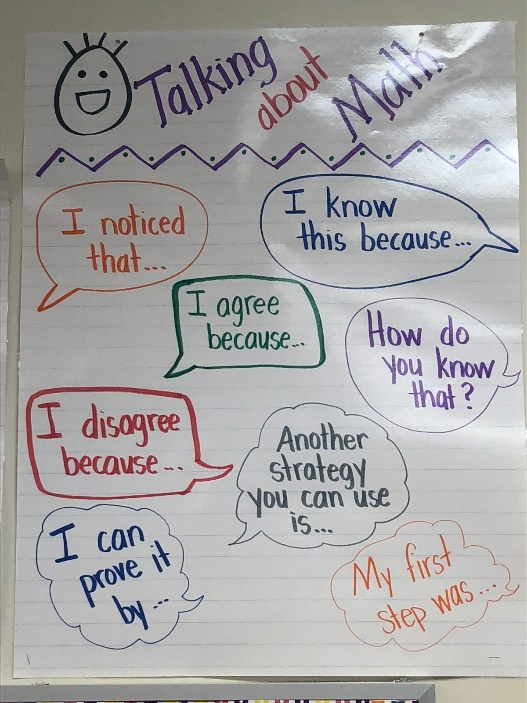 Talking about Math
I noticed
that...
I know
this because...
I agree
because...
How do
you know
that?
I disagree
because...
Another
strategy
you can use
is...
I can
prove it
by...
My first
step was...